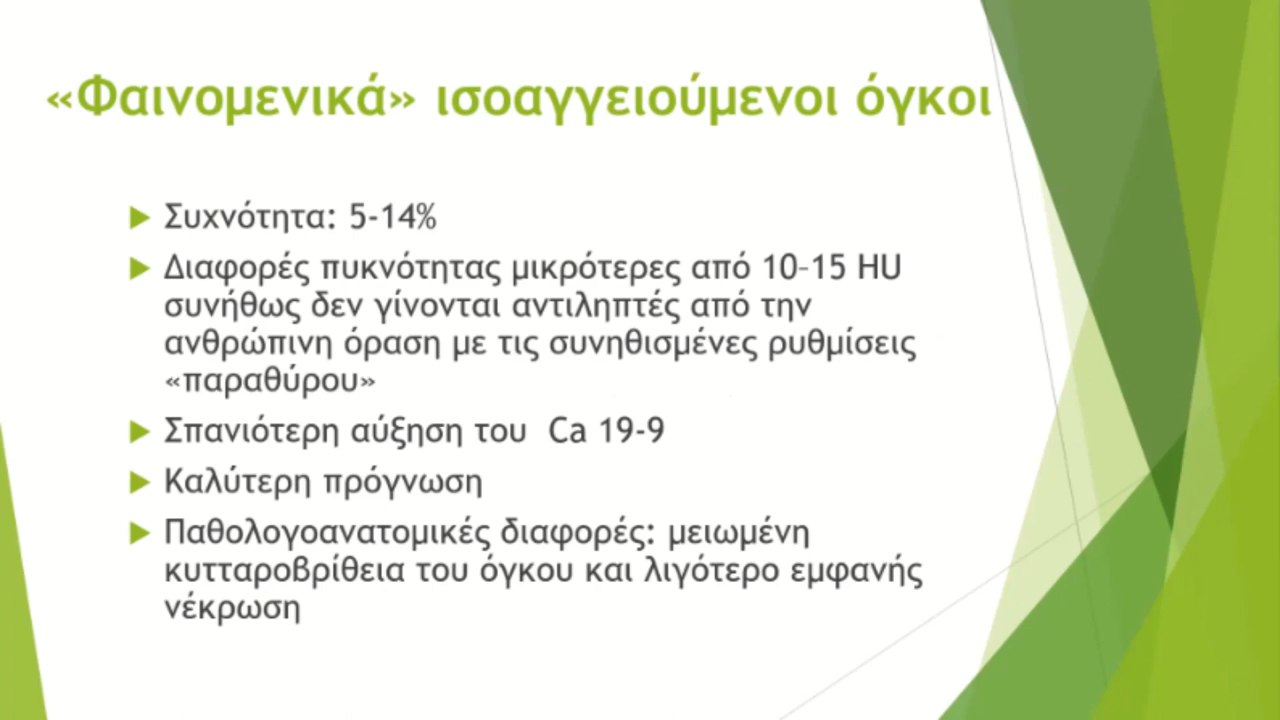 «Φαινομενικά» ισοαγγειούμενοι όγκοι
Συχνότητα: 5-14%
Διαφορές πυκνότητας μικρότερες από 10–15 HU
συνήθως δεν γίνονται αντιληπτές από την
ανθρώπινη όραση με τις συνηθισμένες ρυθμίσεις
«παραθύρου»
Σπανιότερη αύξηση του Ca 19-9
Καλύτερη πρόγνωση
Παθολογοανατομικές διαφορές: μειωμένη
κυτταροβρίθεια του όγκου και λιγότερο εμφανής
νέκρωση